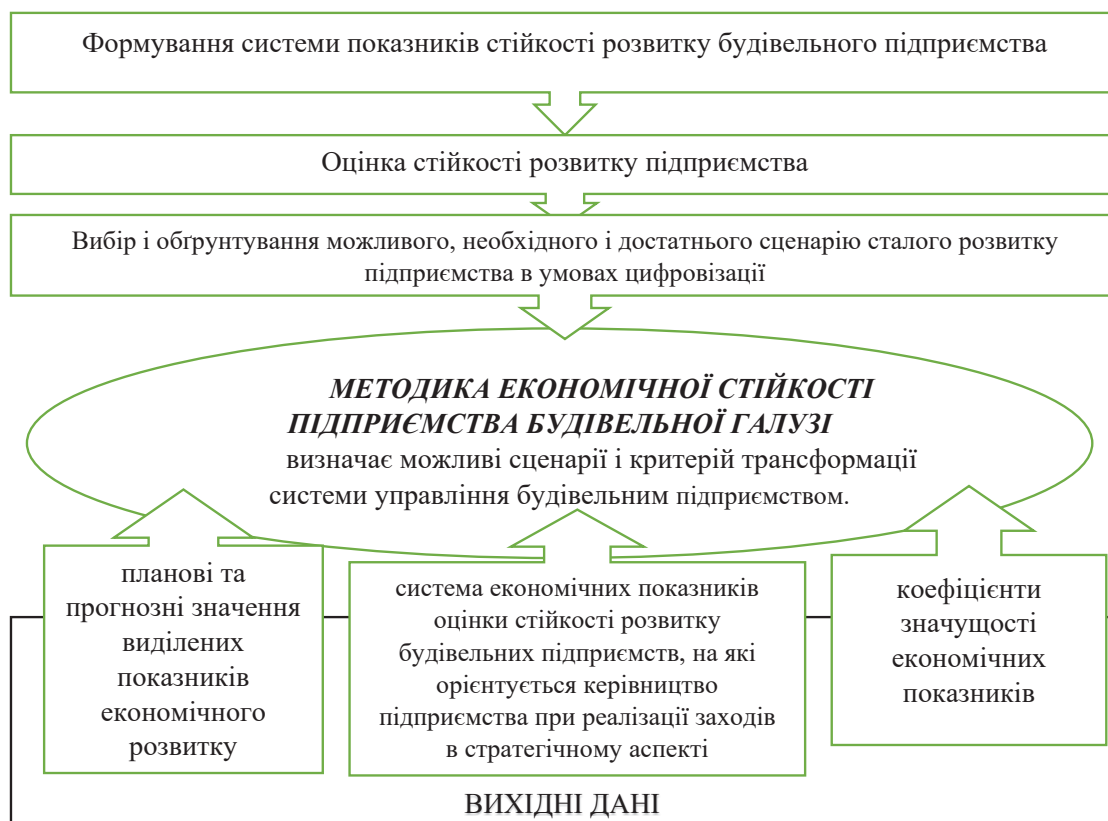 Формування системи показників стійкості розвитку будівельного підприємства
Оцінка стійкості розвитку підприємства
Вибір і обґрунтування можливого, необхідного і достатнього сценарію сталого розвитку
підприємства в умовах цифровізації
МЕТОДИКА ЕКОНОМІЧНОЇ СТІЙКОСТІ
ПІДПРИЄМСТВА БУДІВЕЛЬНОЇ ГАЛУЗІ
визначає можливі сценарії і критерій трансформації
системи управління будівельним підприємством.
планові та
прогнозні значення
виділених
показників
економічного
розвитку
система економічних показників
оцінки стійкості розвитку
будівельних підприємств, на які
орієнтується керівництво
підприємства при реалізації заходів
в стратегічному аспекті
коефіцієнти
значущості
економічних
показників
ВИХІДНІ ДАНІ